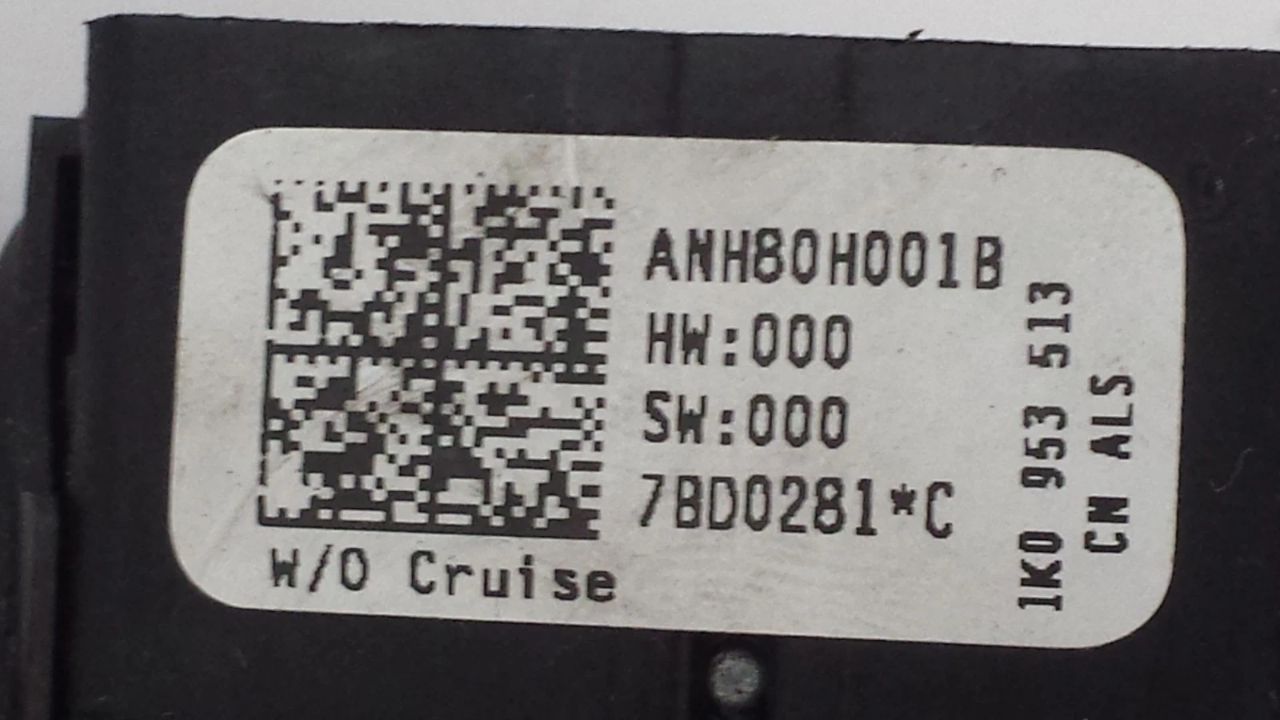 ANH80H001B
HW:000
SW:000
7BD0281*C
W/O Cruise
1K0 953 513
CN ALS